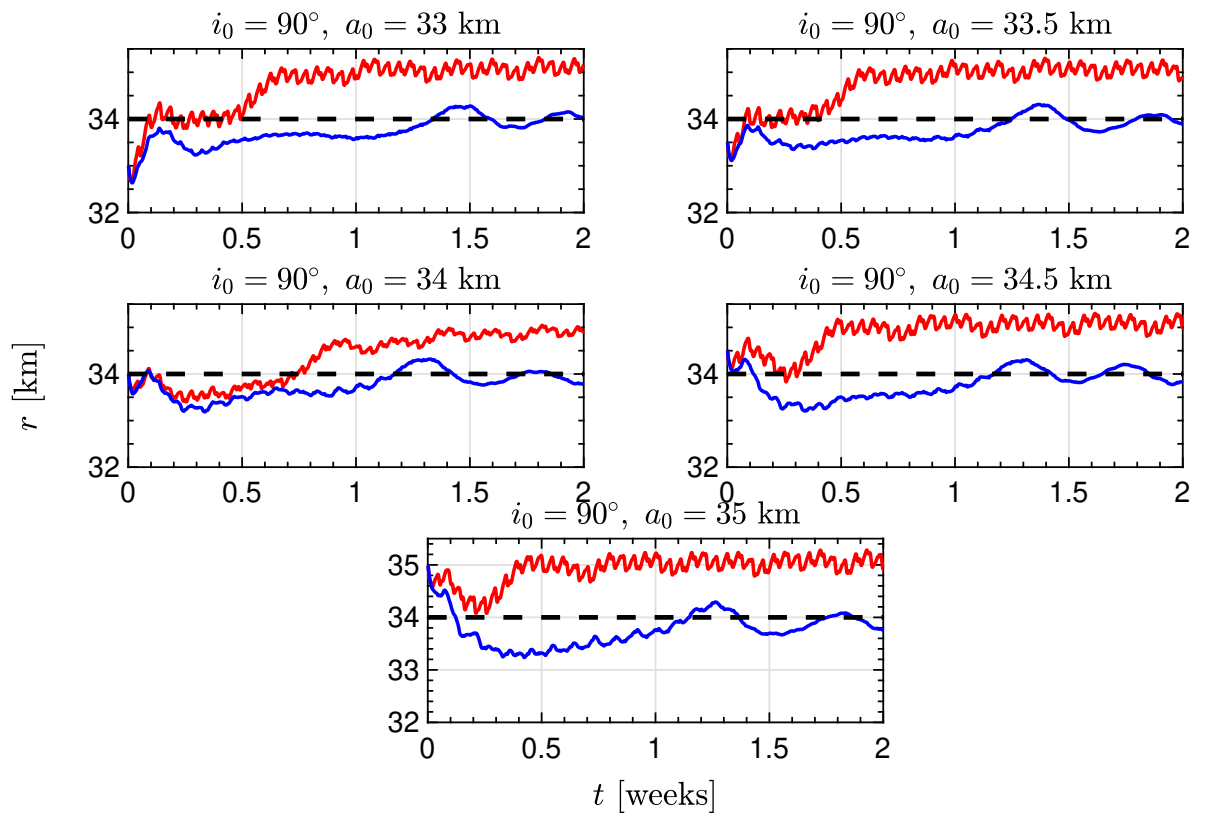 i₀ = 90°, a₀ = 33 km
34
32
0 0.5 1 1.5 2
i₀ = 90°, a₀ = 33.5 km
34
32
0 0.5 1 1.5 2
i₀ = 90°, a₀ = 34 km
34
32
0 0.5 1 1.5 2
i₀ = 90°, a₀ = 34.5 km
34
32
0 0.5 1 1.5 2
i₀ = 90°, a₀ = 35 km
35
34
33
32
0 0.5 1 1.5 2
r [km]
t [weeks]